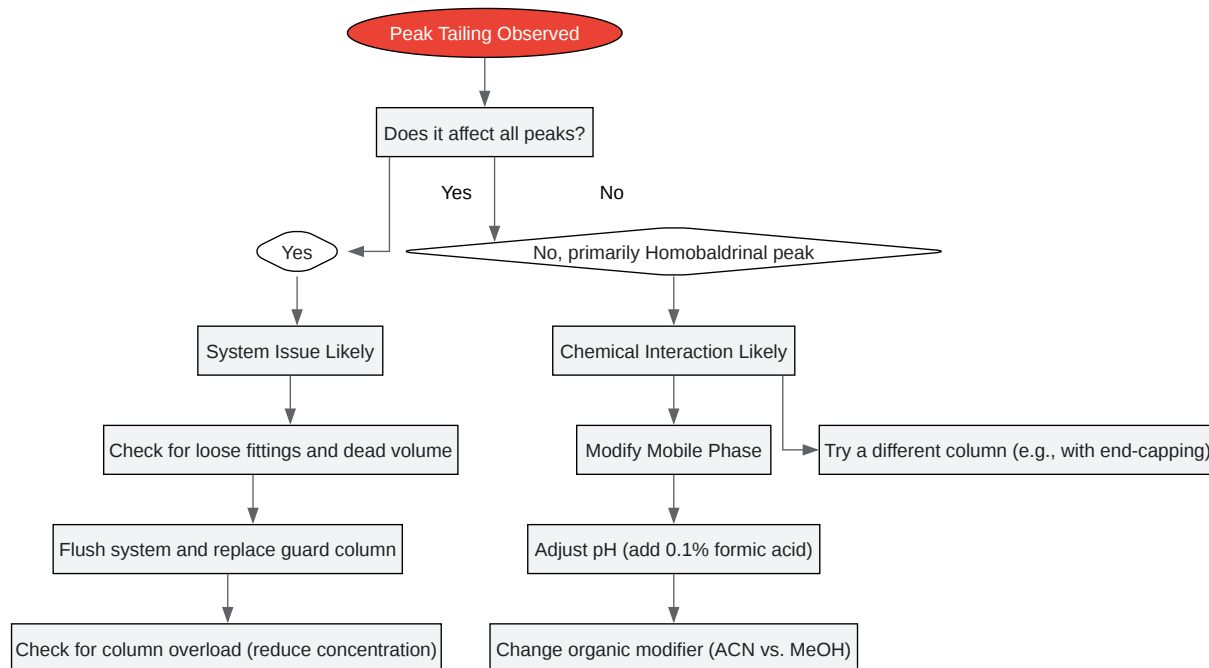 Peak Tailing Observed
Does it affect all peaks?
Yes
No
Yes
No, primarily Homobaldrinal peak
System Issue Likely
Chemical Interaction Likely
Check for loose fittings and dead volume
Modify Mobile Phase
Try a different column (e.g., with end-capping)
Flush system and replace guard column
Adjust pH (add 0.1% formic acid)
Check for column overload (reduce concentration)
Change organic modifier (ACN vs. MeOH)